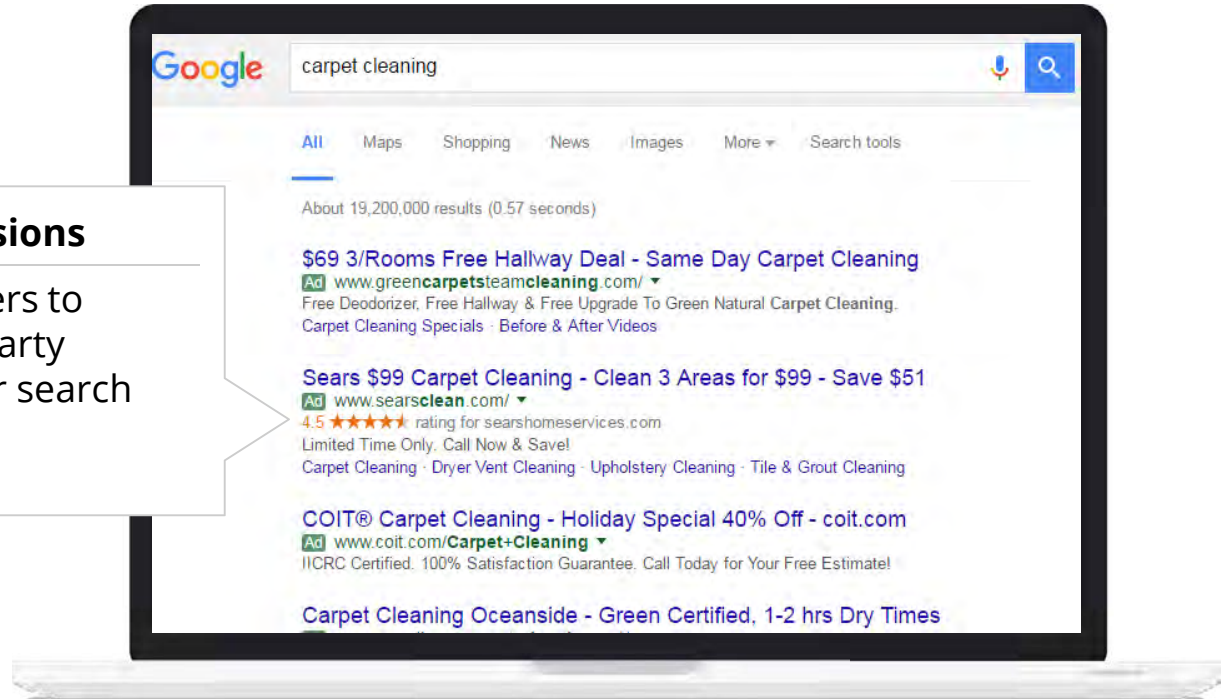 Google
carpet cleaning
All Maps Shopping News Images More Search tools
About 19,200,000 results (0.57 seconds)
sions
ers to
arty
r search
$69 3/Rooms Free Hallway Deal - Same Day Carpet Cleaning
Ad www.greencarpetsteamcleaning.com/
Free Deodorizer, Free Hallway & Free Upgrade To Green Natural Carpet Cleaning.
Carpet Cleaning Specials · Before & After Videos
Sears $99 Carpet Cleaning - Clean 3 Areas for $99 - Save $51
Ad www.searsclean.com/
4.5 ★★★★★ rating for searshomeservices.com
Limited Time Only. Call Now & Save!
Carpet Cleaning · Dryer Vent Cleaning · Upholstery Cleaning · Tile & Grout Cleaning
COIT® Carpet Cleaning - Holiday Special 40% Off - coit.com
Ad www.coit.com/Carpet+Cleaning
IICRC Certified. 100% Satisfaction Guarantee. Call Today for Your Free Estimate!
Carpet Cleaning Oceanside - Green Certified, 1-2 hrs Dry Times